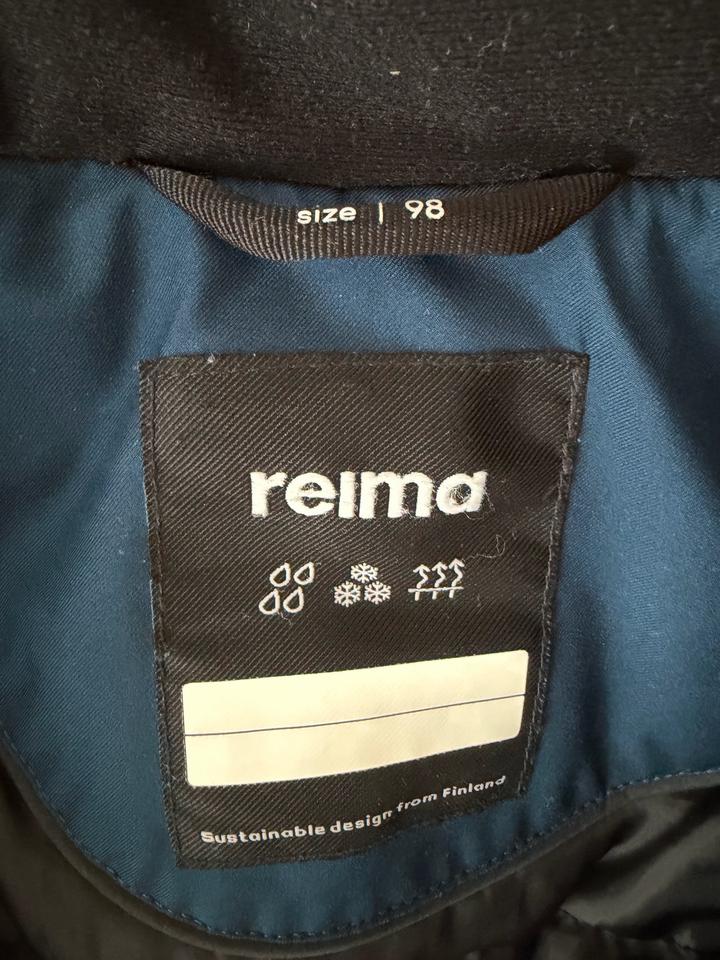 size | 98
reima
Sustainable design from Finland